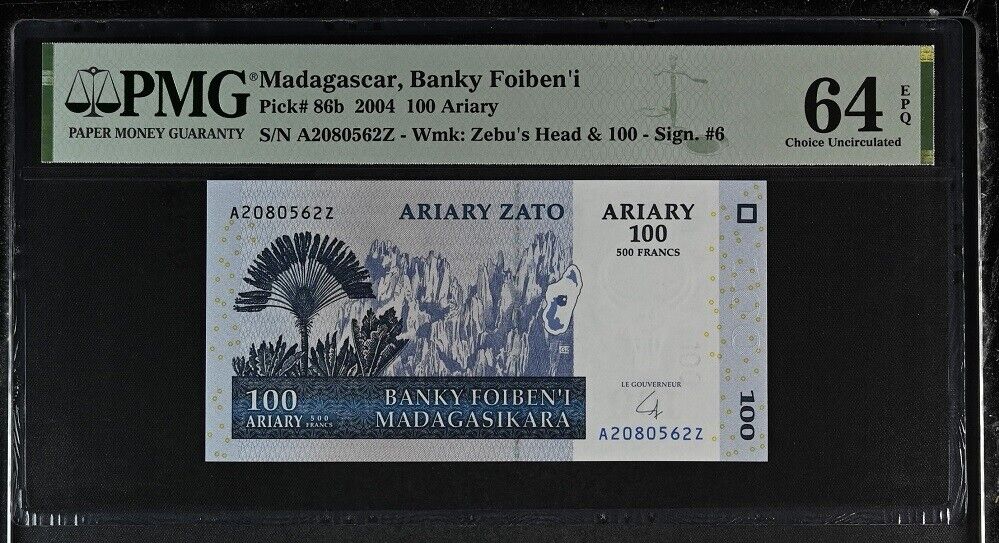 PMG®
PAPER MONEY GUARANTY
Madagascar, Banky Foiben'i
Pick# 86b 2004 100 Ariary
S/N A2080562Z - Wmk: Zebu's Head & 100 - Sign. #6
64
EPQ
Choice Uncirculated
A2080562Z
ARIARY ZATO
ARIARY
100
500 FRANCS
100
ARIARY 500 FRANCS
BANKY FOIBEN'I
MADAGASIKARA
LE GOUVERNEUR
A2080562Z
100